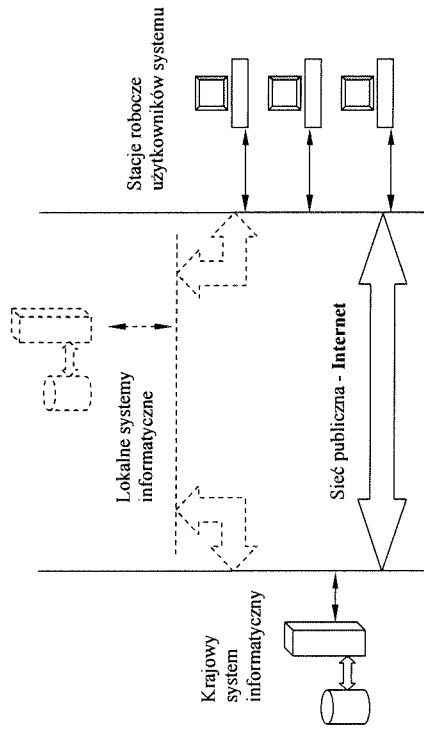 Krajowy
system
informatyczny
Lokalne systemy
informatyczne
Stacje robocze
użytkowników systemu
Sieć publiczna - Internet